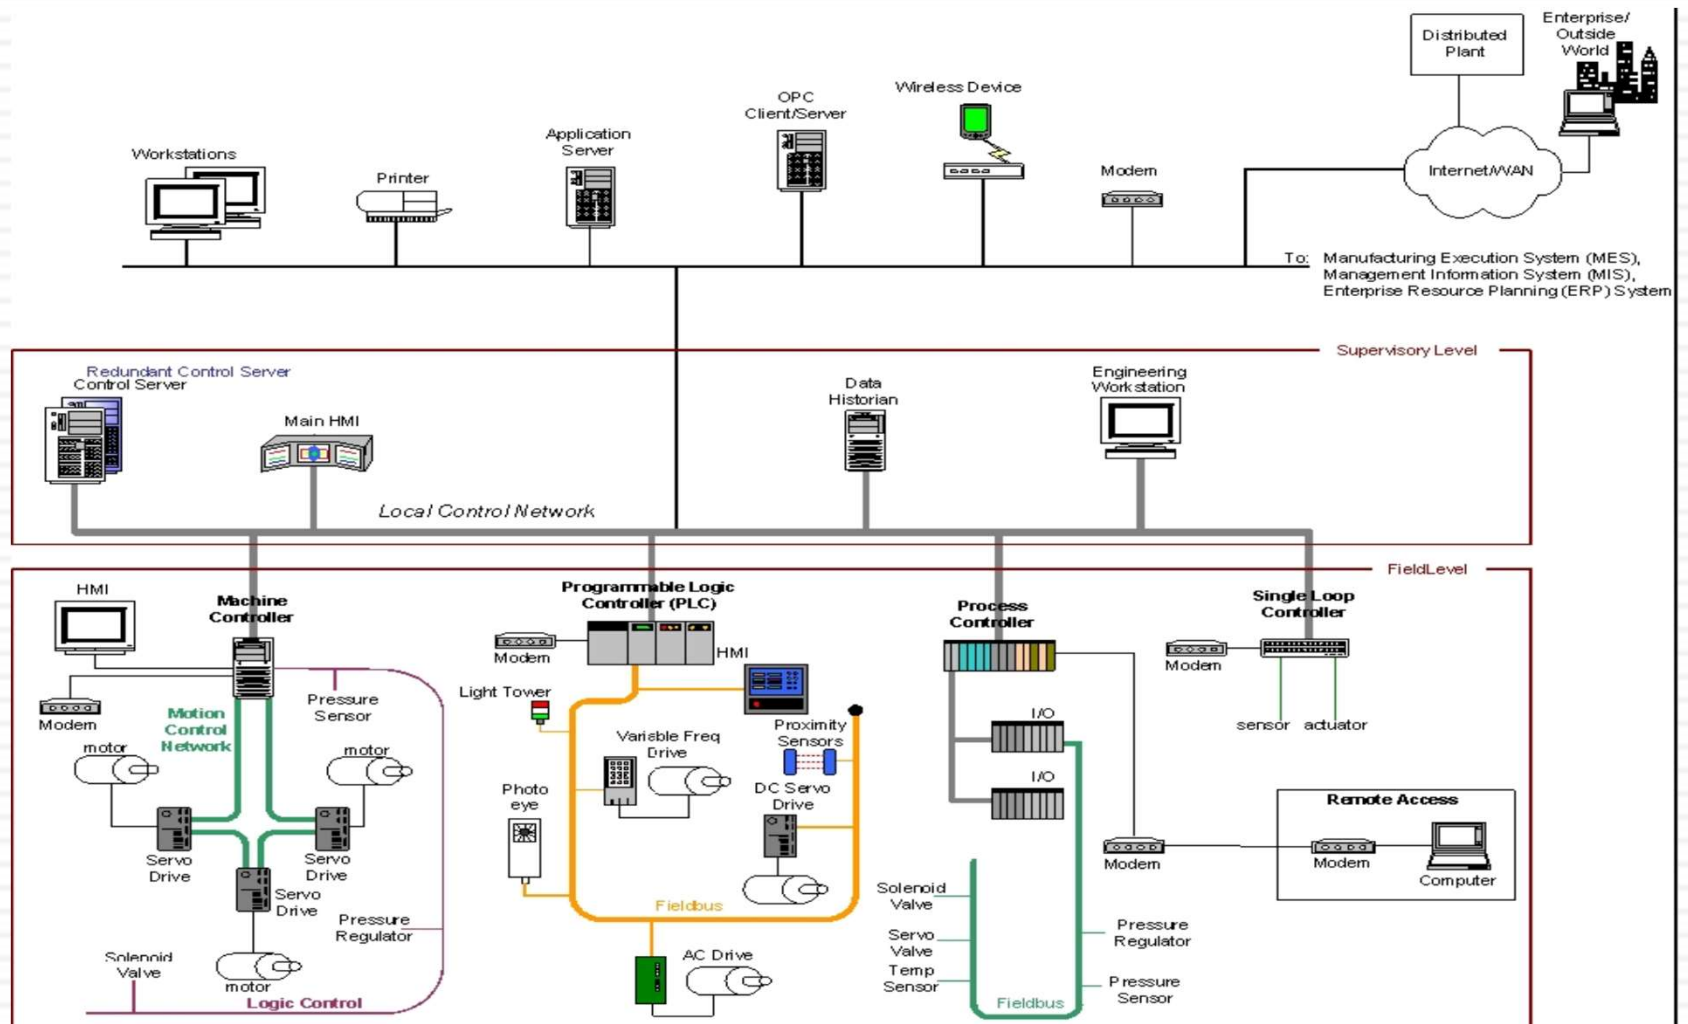 Distributed
Plant
Enterprise/
Outside
World
Wireless Device
OPC
Client/Server
Application
Server
Workstations
Printer
Modem
Internet/WAN
To: Manufacturing Execution System (MES),
Management Information System (MIS),
Enterprise Resource Planning (ERP) System
Supervisory Level
Redundant Control Server
Control Server
Main HMI
Data
Historian
Engineering
Workstation
Local Control Network
FieldLevel
HMI
Machine
Controller
Programmable Logic
Controller (PLC)
Process
Controller
Single Loop
Controller
Modem
HMI
Modem
Modem
Pressure
Sensor
Light Tower
Motion
Control
Network
motor
motor
Variable Freq
Drive
Proximity
Sensors
I/O
sensor
actuator
Photo
eye
DC Servo
Drive
I/O
Remote Access
Servo
Drive
Servo
Drive
Modem
Modem
Computer
Servo
Drive
Fieldbus
Solenoid
Valve
Pressure
Regulator
Servo
Valve
Pressure
Regulator
Solenoid
Valve
motor
AC Drive
Temp
Sensor
Pressure
Sensor
Logic Control
Fieldbus